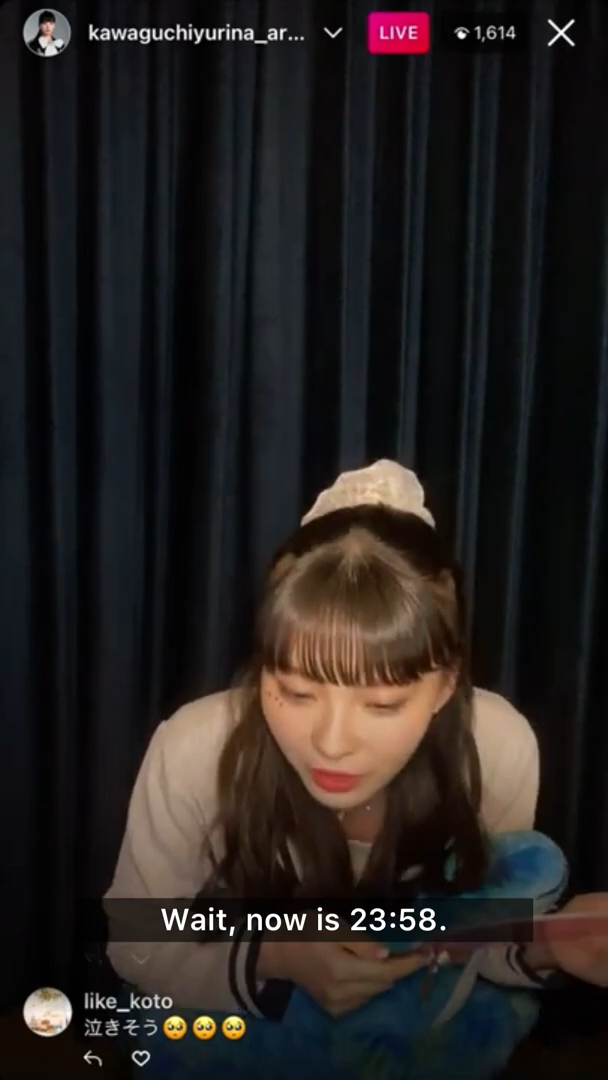 kawaguchiyurina_ar...
LIVE
1,614
Wait, now is 23:58.
like_koto
泣きそう🥺🥺🥺